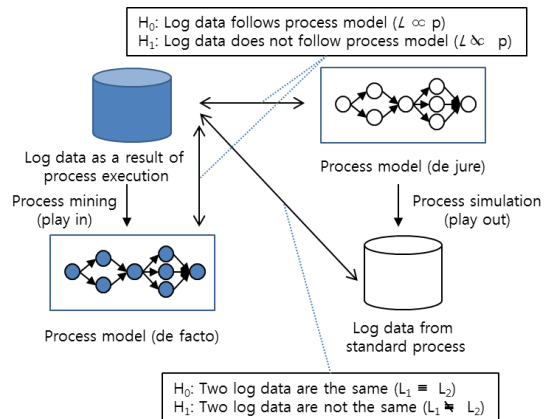 H₀: Log data follows process model (L ∝ p)
H₁: Log data does not follow process model (L ∝̸ p)
Log data as a result of
process execution
Process model (de jure)
Process mining
(play in)
Process simulation
(play out)
Process model (de facto)
Log data from
standard process
H₀: Two log data are the same (L₁ ≡ L₂)
H₁: Two log data are not the same (L₁ ≢ L₂)